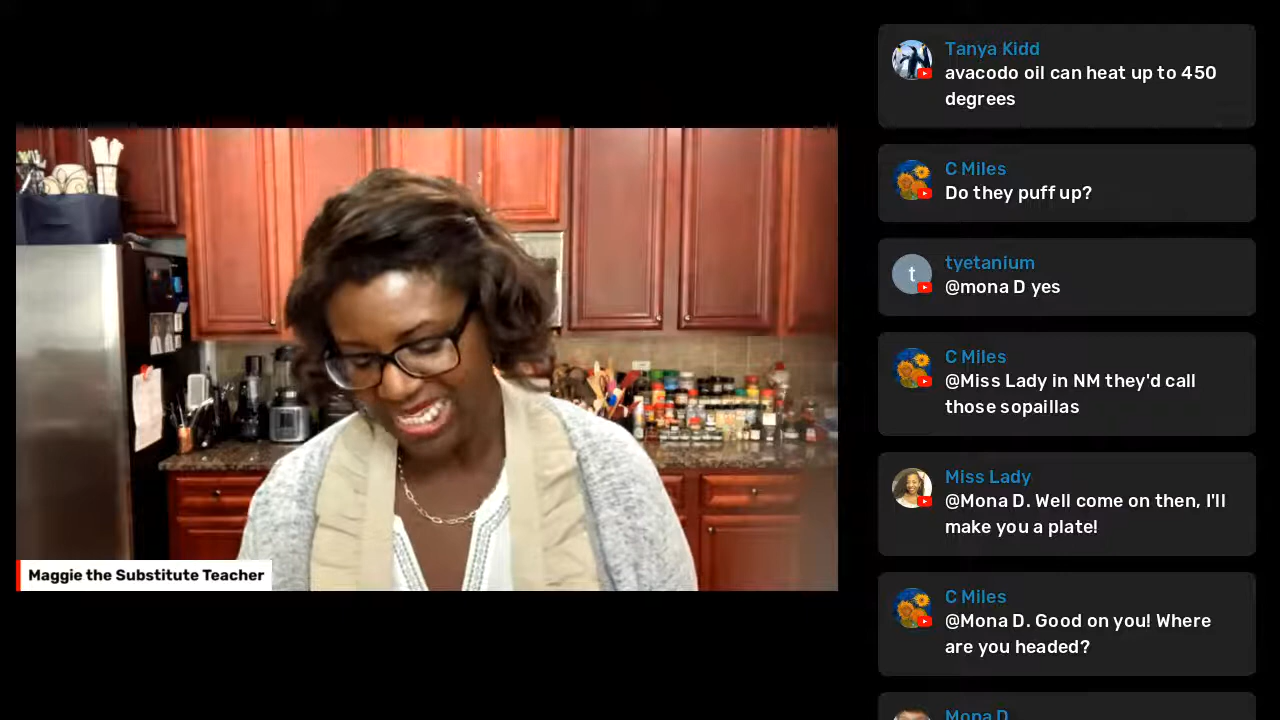 Tanya Kidd
avacodo oil can heat up to 450
degrees
C Miles
Do they puff up?
t
tyetanium
@mona D yes
C Miles
@Miss Lady in NM they'd call
those sopaillas
Miss Lady
@Mona D. Well come on then, I'll
make you a plate!
C Miles
@Mona D. Good on you! Where
are you headed?
Mona D.
Maggie the Substitute Teacher